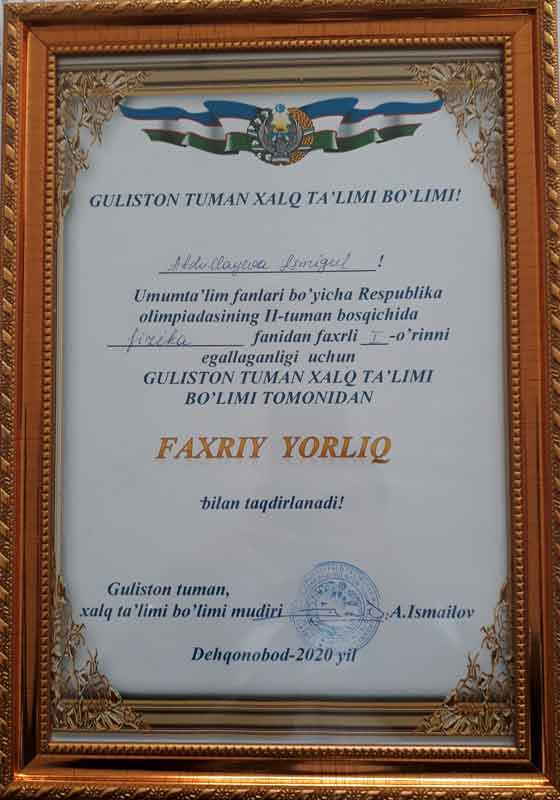 GULISTON TUMAN XALQ TA'LIMI BO'LIMI!
Abdullayeva !
Umumta'lim fanlari bo'yicha Respublika
olimpiadasining II-tuman bosqichida
fizika fanidan faxrli I -o'rinni
egallaganligi uchun
GULISTON TUMAN XALQ TA'LIMI
BO'LIMI TOMONIDAN
FAXRIY YORLIQ
bilan taqdirlanadi!
Guliston tuman,
xalq ta'limi bo'limi mudiri A.Ismailov
Dehqonobod-2020 yil